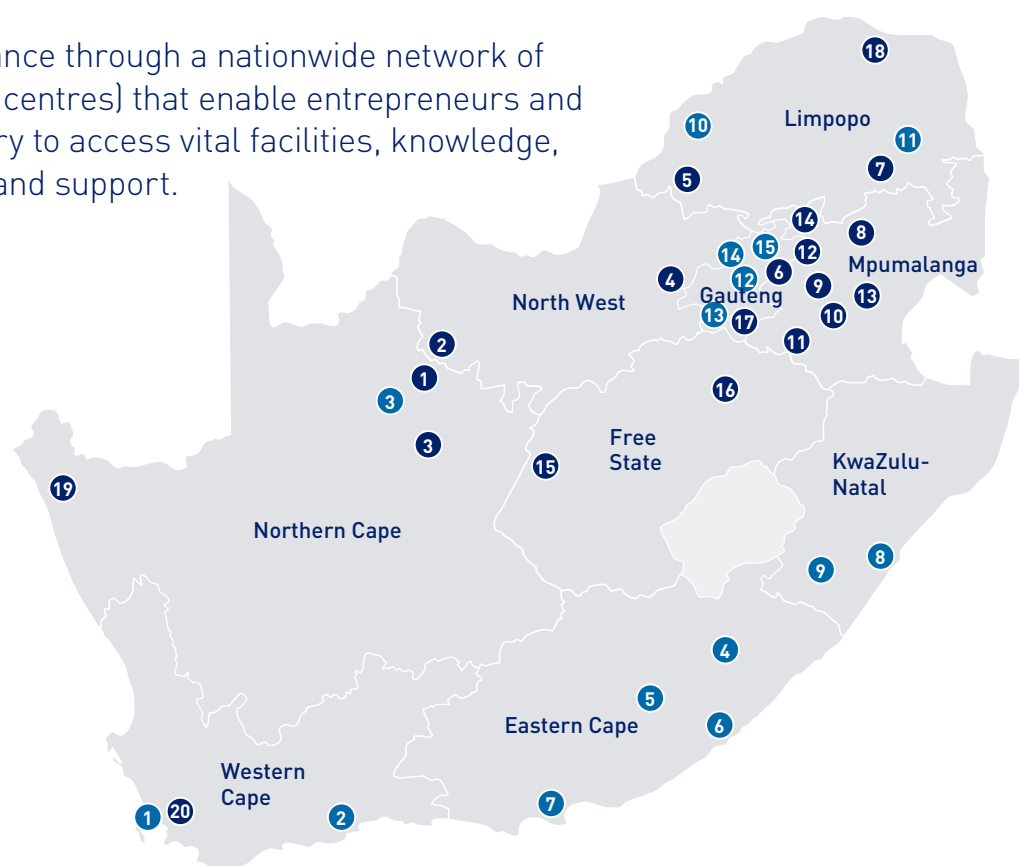 ance through a nationwide network of
centres) that enable entrepreneurs and
ry to access vital facilities, knowledge,
and support.
18
10
Limpopo
11
5
7
14
8
14
15
12
Mpumalanga
4
12
6
9
13
North West
Gauteng
13
17
10
11
2
1
3
16
3
Free
State
15
KwaZulu-
Natal
19
Northern Cape
9
8
4
5
Eastern Cape
6
Western
Cape
1
20
2
7